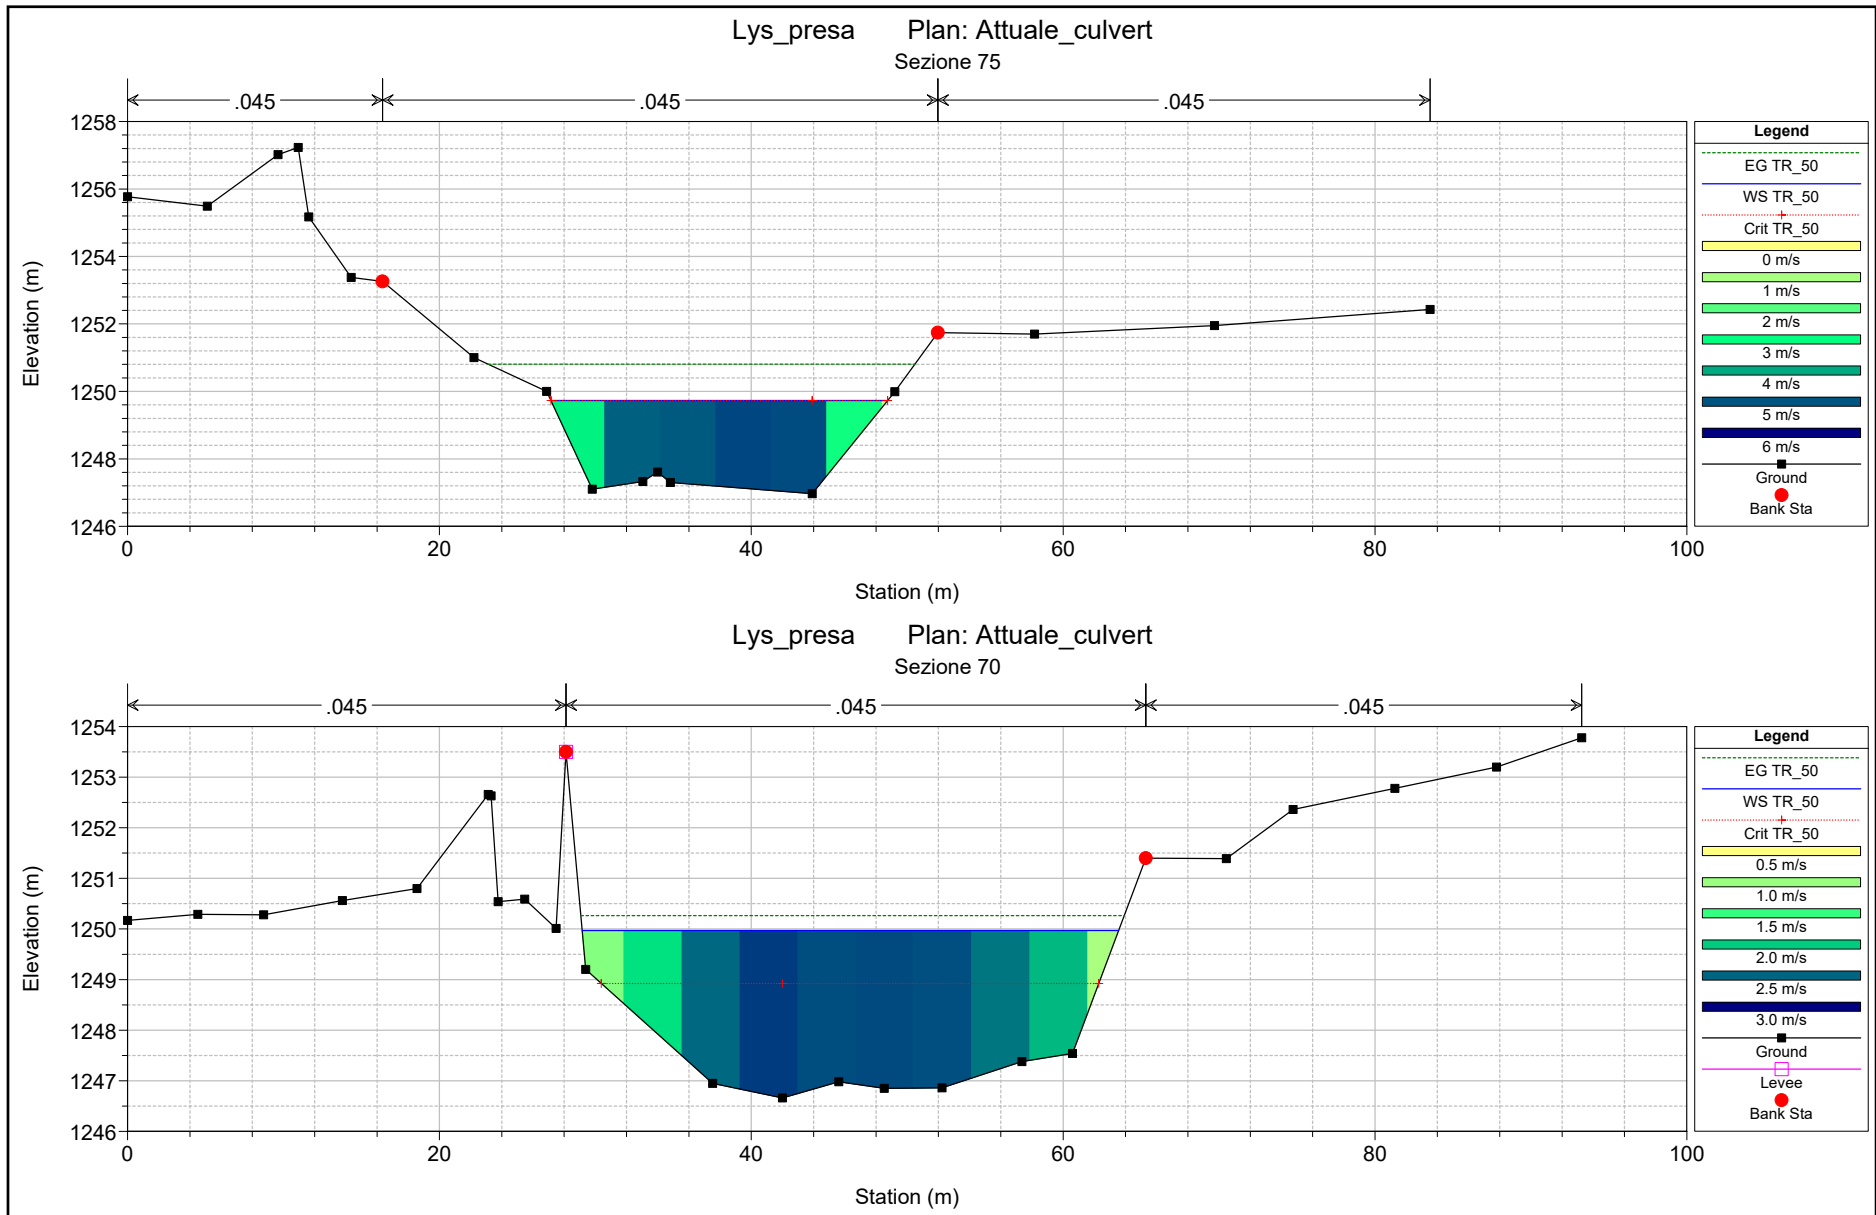 Lys_presa Plan: Attuale_culvert
Sezione 75
.045 .045 .045
Elevation (m)
1258
1256
1254
1252
1250
1248
1246
0 20 40 60 80 100
Station (m)
Legend
EG TR_50
WS TR_50
Crit TR_50
0 m/s
1 m/s
2 m/s
3 m/s
4 m/s
5 m/s
6 m/s
Ground
Bank Sta
Lys_presa Plan: Attuale_culvert
Sezione 70
.045 .045 .045
Elevation (m)
1254
1253
1252
1251
1250
1249
1248
1247
1246
0 20 40 60 80 100
Station (m)
Legend
EG TR_50
WS TR_50
Crit TR_50
0.5 m/s
1.0 m/s
1.5 m/s
2.0 m/s
2.5 m/s
3.0 m/s
Ground
Levee
Bank Sta